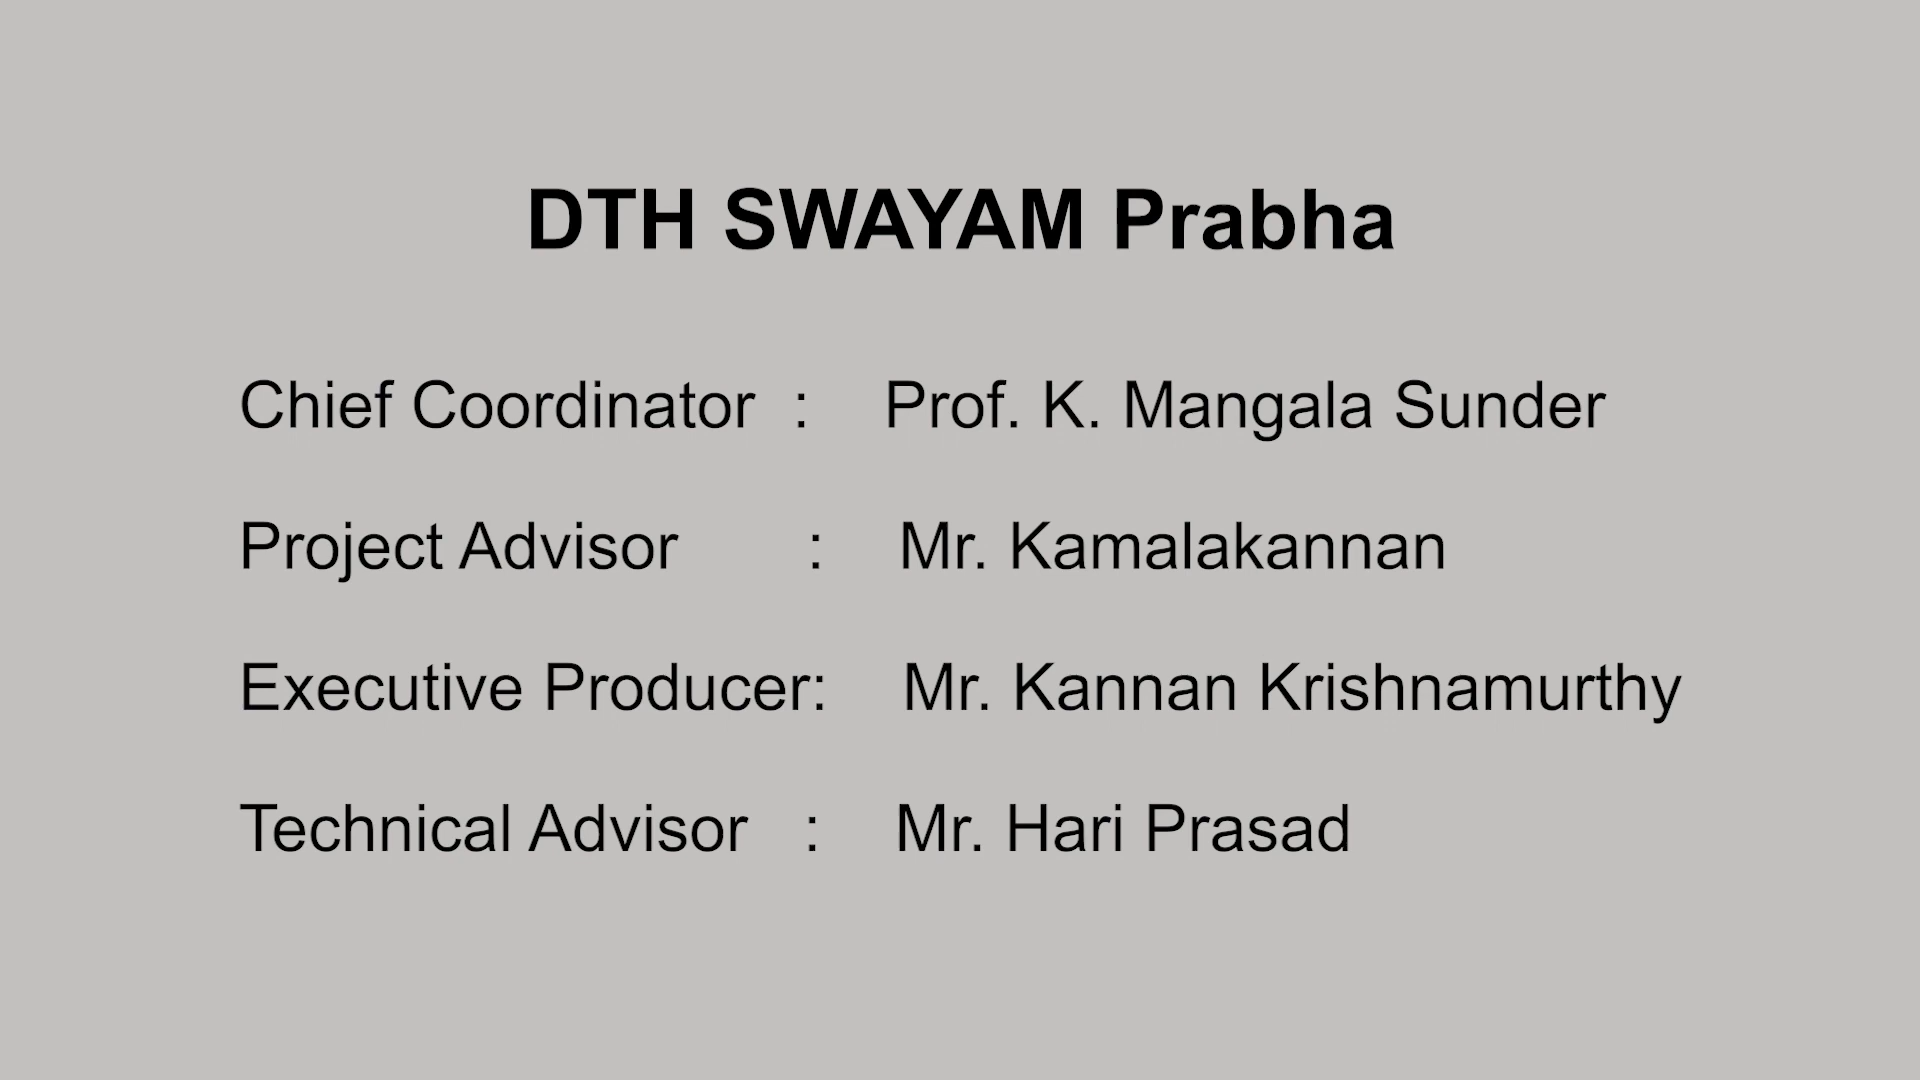 DTH SWAYAM Prabha
Chief Coordinator : Prof. K. Mangala Sunder
Project Advisor : Mr. Kamalakannan
Executive Producer: Mr. Kannan Krishnamurthy
Technical Advisor : Mr. Hari Prasad